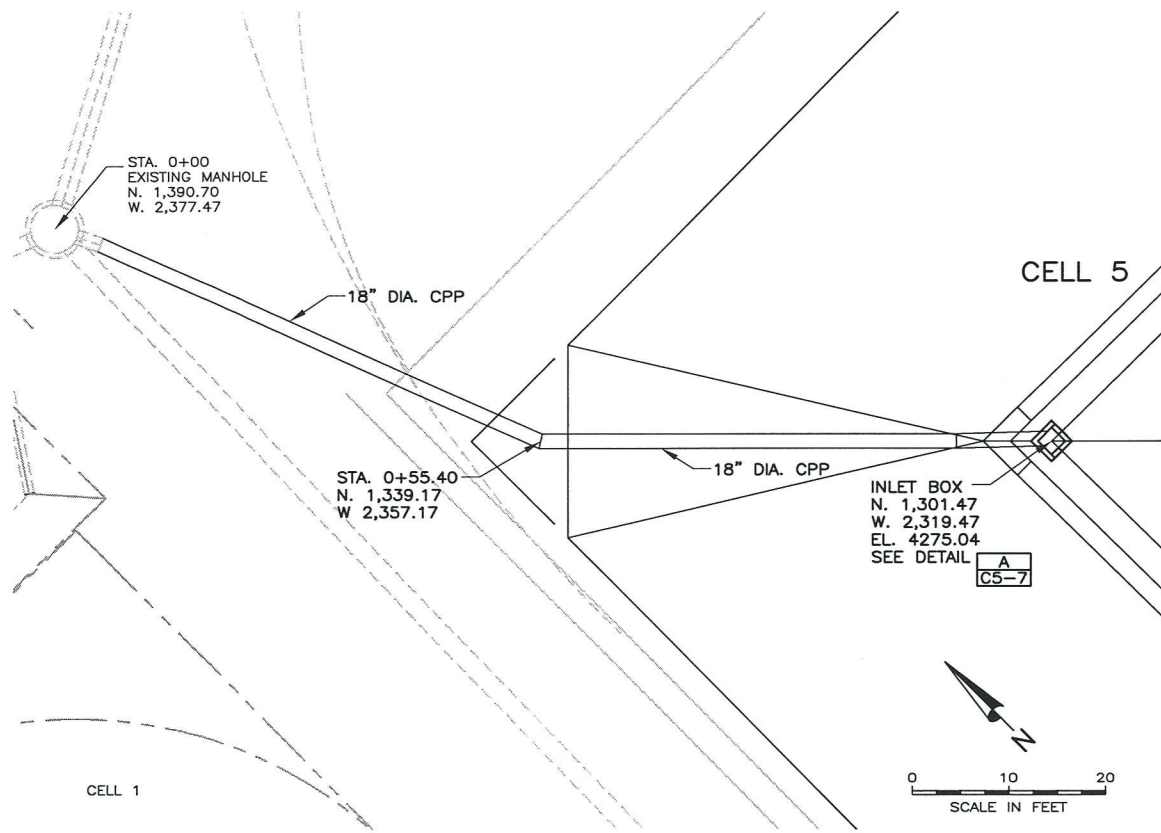 STA. 0+00
EXISTING MANHOLE
N. 1,390.70
W. 2,377.47
18" DIA. CPP
CELL 5
STA. 0+55.40
N. 1,339.17
W 2,357.17
18" DIA. CPP
INLET BOX
N. 1,301.47
W. 2,319.47
EL. 4275.04
SEE DETAIL
A
C5-7
N
CELL 1
0 10 20
SCALE IN FEET